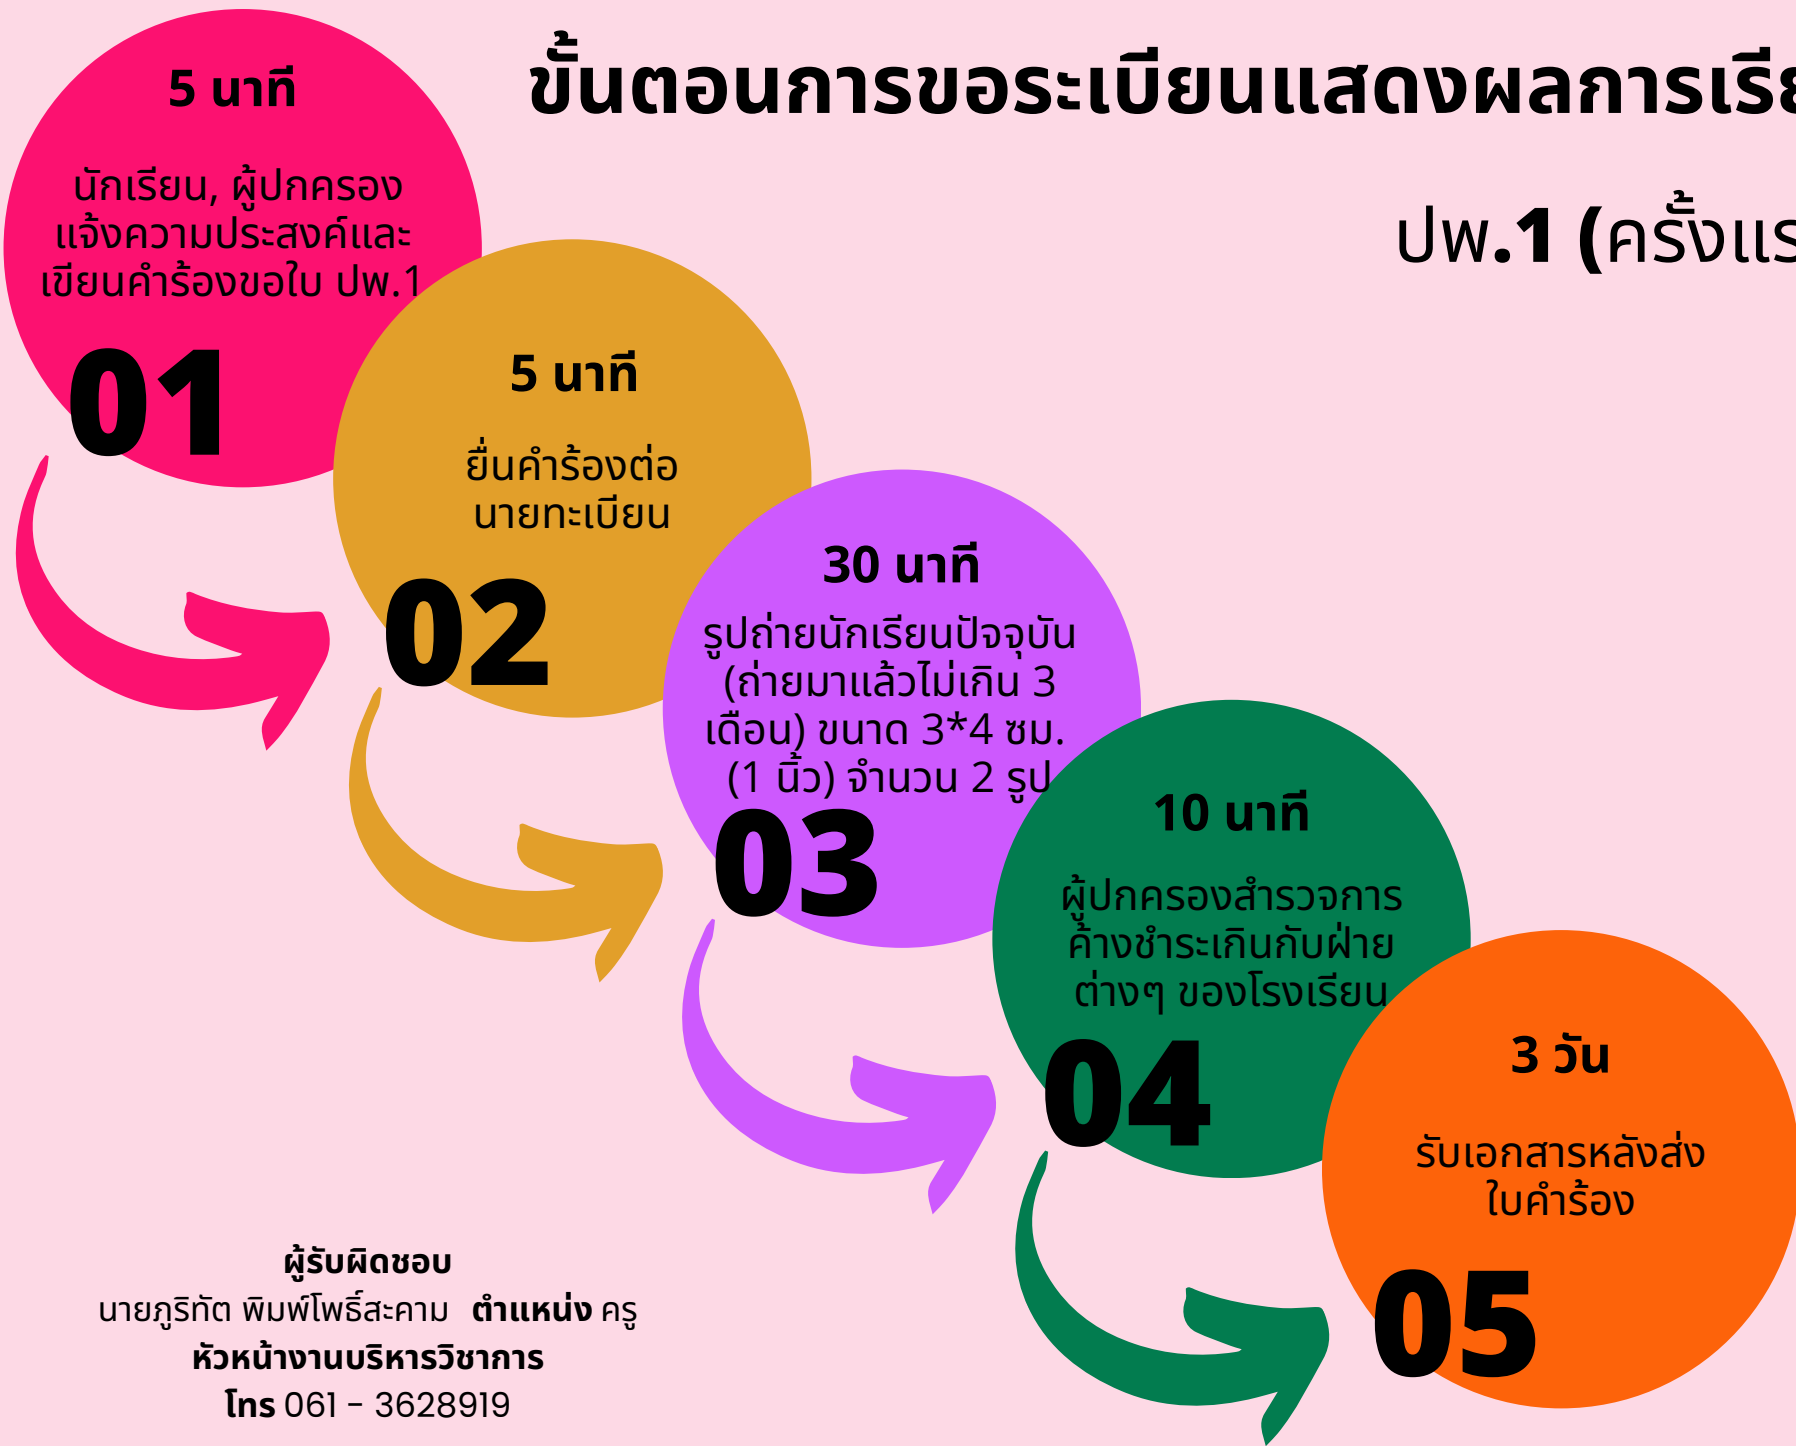 ขั้นตอนการขอระเบียนแสดงผลการเรีย
ปพ.1 (ครั้งแร
5 นาที
นักเรียน, ผู้ปกครอง
แจ้งความประสงค์และ
เขียนคำร้องขอใบ ปพ.1
01
5 นาที
ยื่นคำร้องต่อ
นายทะเบียน
02
30 นาที
รูปถ่ายนักเรียนปัจจุบัน
(ถ่ายมาแล้วไม่เกิน 3
เดือน) ขนาด 3*4 ซม.
(1 นิ้ว) จำนวน 2 รูป
03
10 นาที
ผู้ปกครองสำรวจการ
ค้างชำระเกินกับฝ่าย
ต่างๆ ของโรงเรียน
04
3 วัน
รับเอกสารหลังส่ง
ใบคำร้อง
05
ผู้รับผิดชอบ
นายภูริทัต พิมพ์โพธิ์สะคาม ตำแหน่ง ครู
หัวหน้างานบริหารวิชาการ
โทร 061 - 3628919